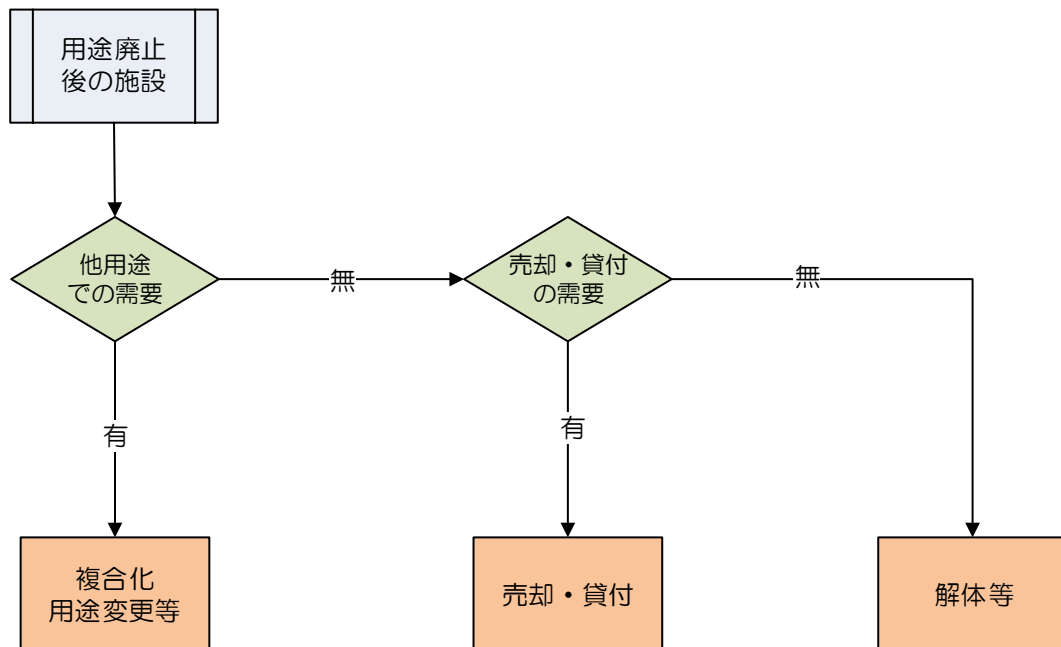 用途廃止
後の施設
他用途
での需要
無
売却・貸付
の需要
無
有
有
複合化
用途変更等
売却・貸付
解体等